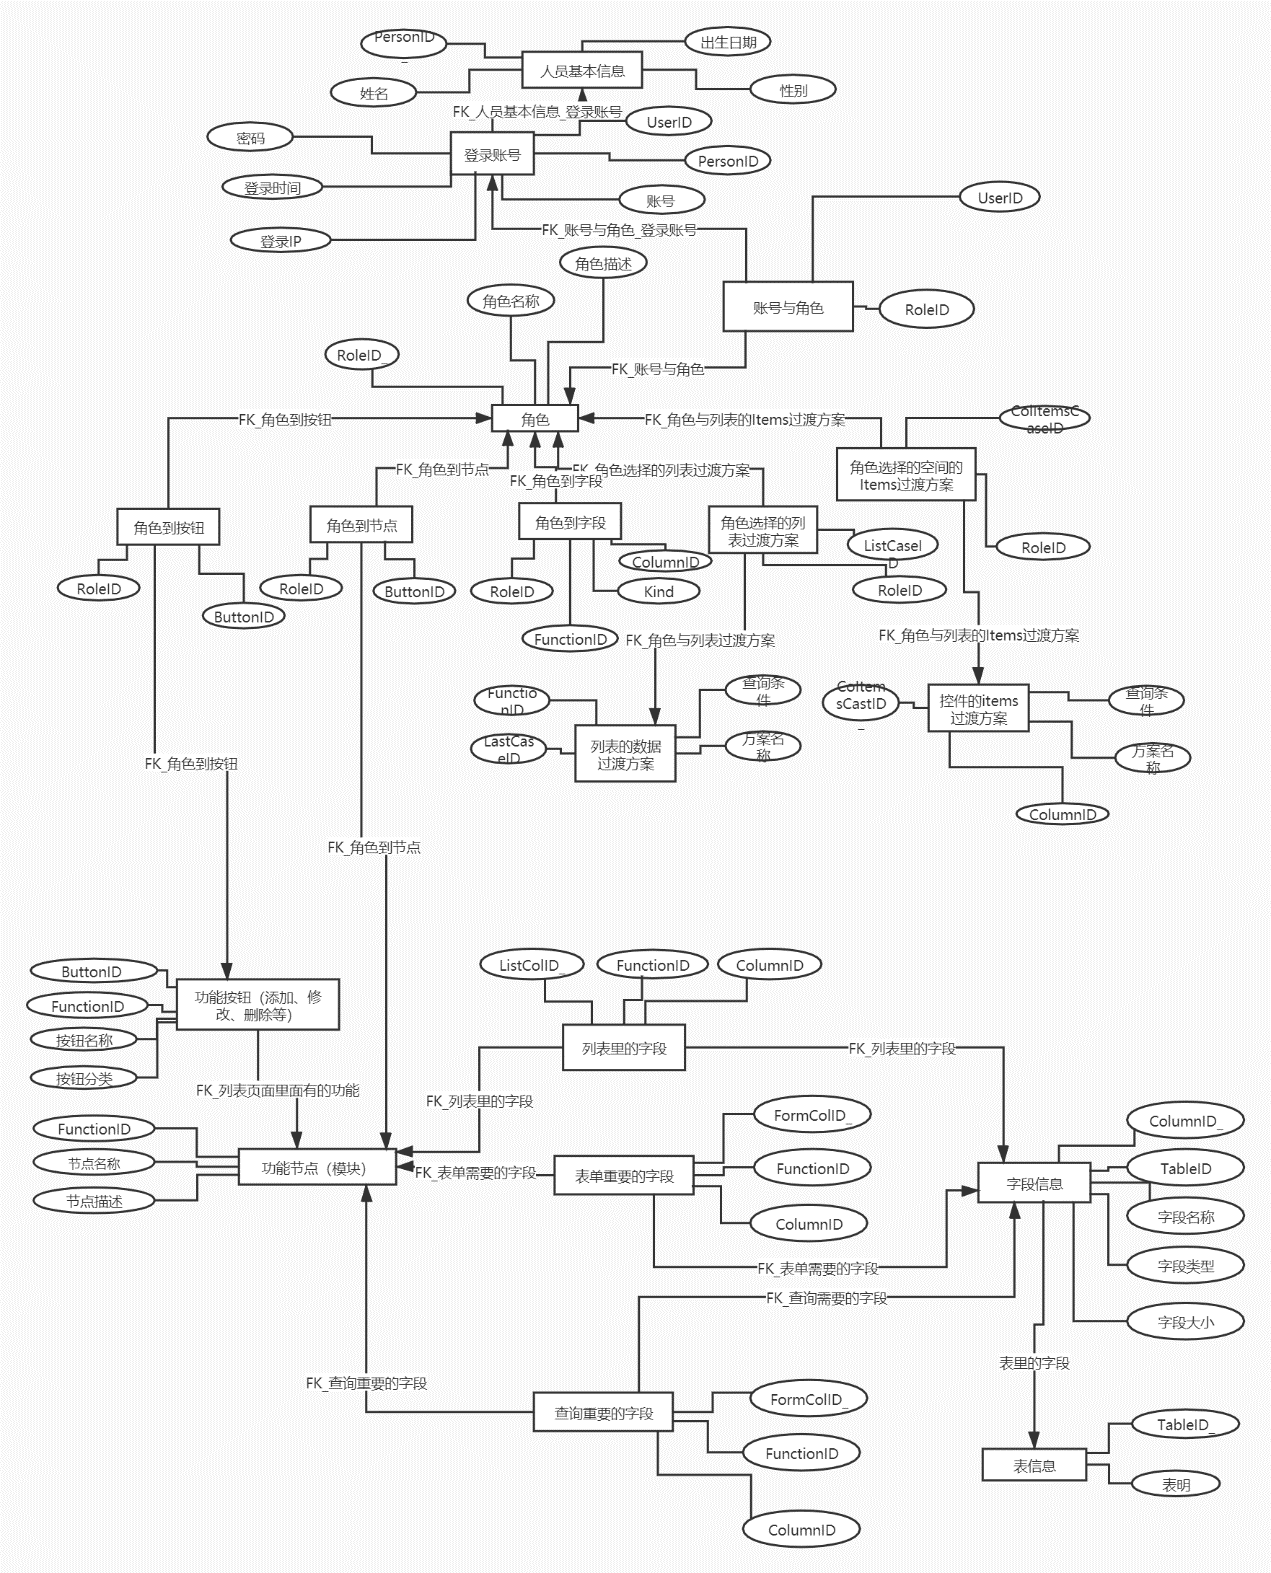 PersonID
_
出生日期
人员基本信息
姓名
性别
FK_人员基本信息_登录账号
UserID
密码
登录账号
PersonID
登录时间
账号
UserID
登录IP
FK_账号与角色_登录账号
角色描述
角色名称
账号与角色
RoleID
RoleID_
FK_账号与角色
FK_角色到按钮
角色
FK_角色与列表的Items过渡方案
ColItemsC
aseID
FK_角色到节点
FK_角色选择的列表过渡方案
FK_角色到字段
角色选择的空间的
Items过渡方案
角色到按钮
角色到节点
角色到字段
角色选择的列
表过渡方案
ListCaseI
D
RoleID
ColumnID
RoleID
ButtonID
RoleID
ButtonID
RoleID
Kind
RoleID
FunctionID
FK_角色与列表过渡方案
FK_角色与列表的Items过渡方案
Functio
nID
查询条
件
ColtemsCastID
_
控件的items
过渡方案
查询条
件
LastCas
eID
列表的数据
过渡方案
方案名
称
方案名
称
FK_角色到按钮
ColumnID
FK_角色到节点
ButtonID
ListColID_
FunctionID
ColumnID
FunctionID
功能按钮（添加、修
改、删除等）
按钮名称
列表里的字段
FK_列表里的字段
按钮分类
FK_列表页面里面有的功能
FK_列表里的字段
FormColID_
FunctionID
ColumnID_
节点名称
功能节点（模块）
FK_表单需要的字段
表单重要的字段
FunctionID
TableID
字段信息
节点描述
ColumnID
字段名称
FK_表单需要的字段
字段类型
FK_查询需要的字段
字段大小
表里的字段
FK_查询重要的字段
查询重要的字段
FormColID_
FunctionID
TableID_
表信息
表明
ColumnID